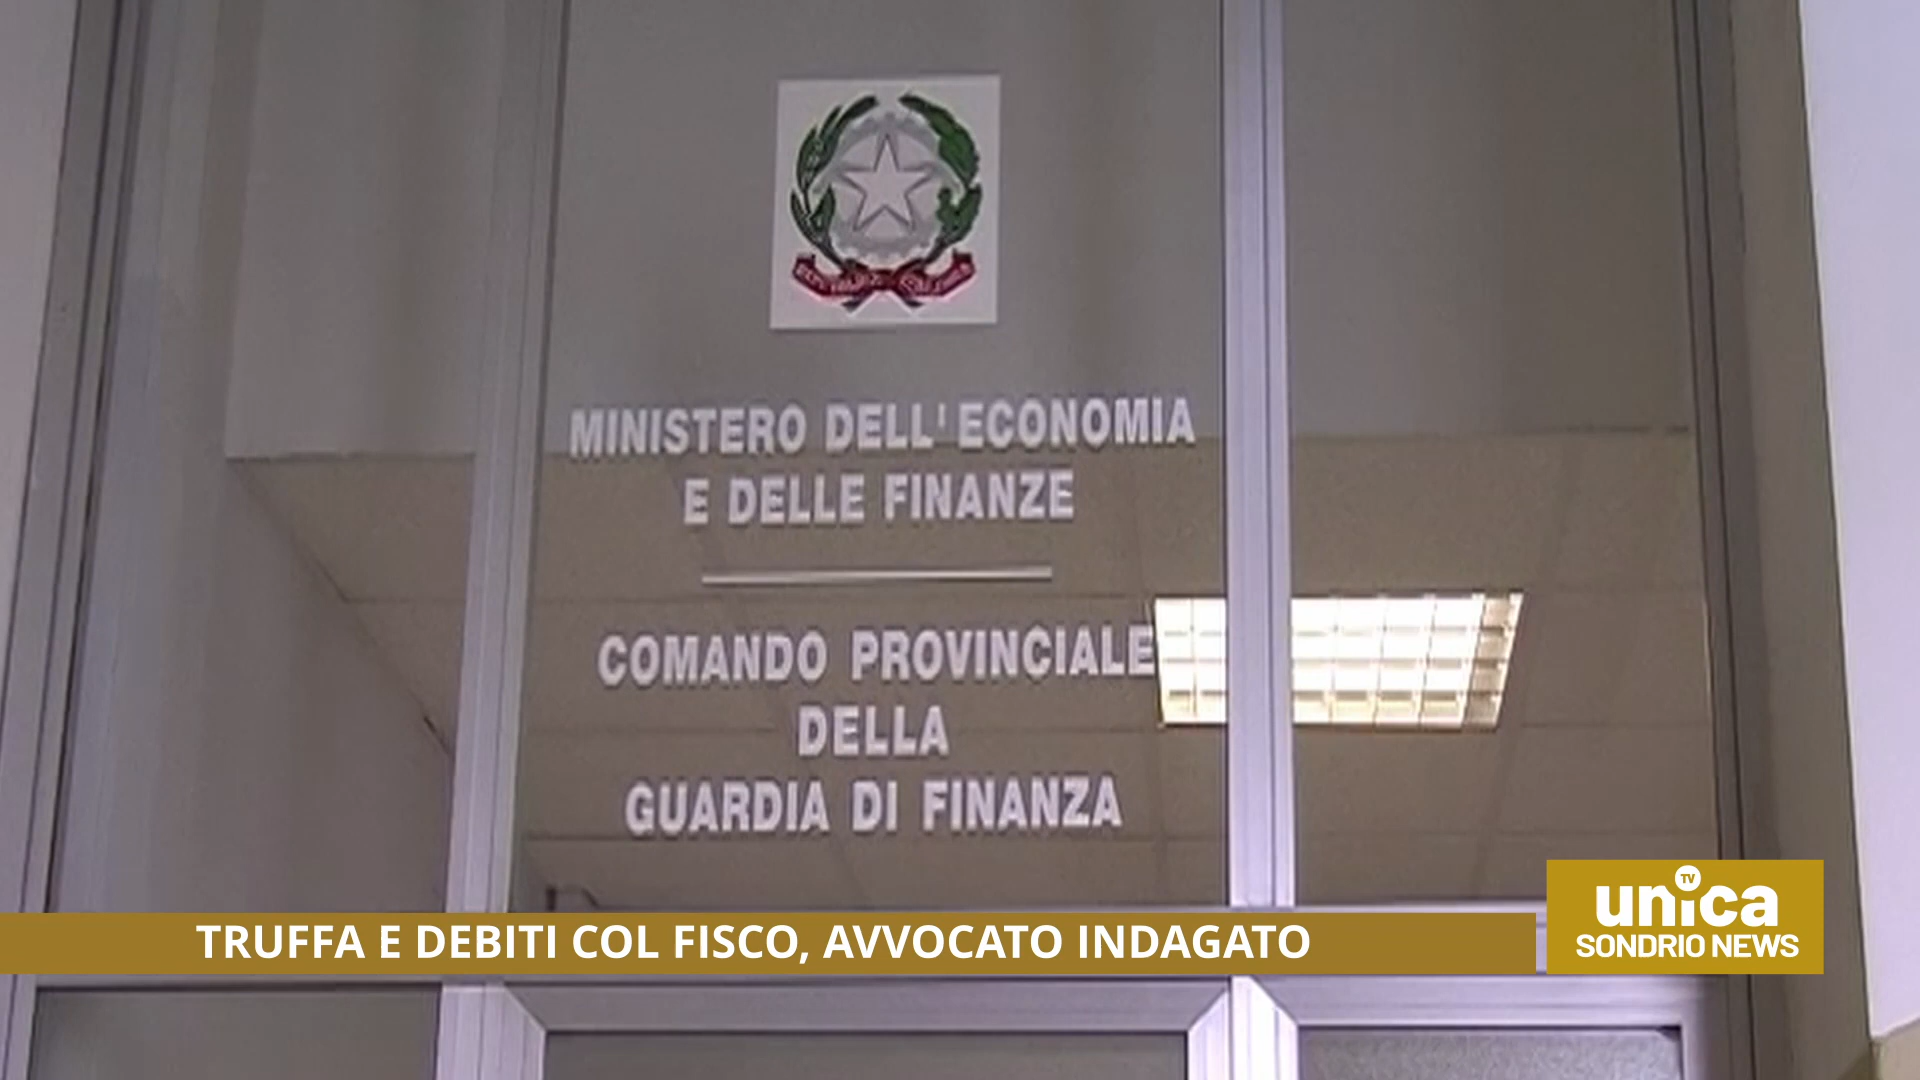 MINISTERO DELL'ECONOMIA
E DELLE FINANZE
COMANDO PROVINCIALE
DELLA
GUARDIA DI FINANZA
TRUFFA E DEBITI COL FISCO, AVVOCATO INDAGATO
TV
unica
SONDRIO NEWS